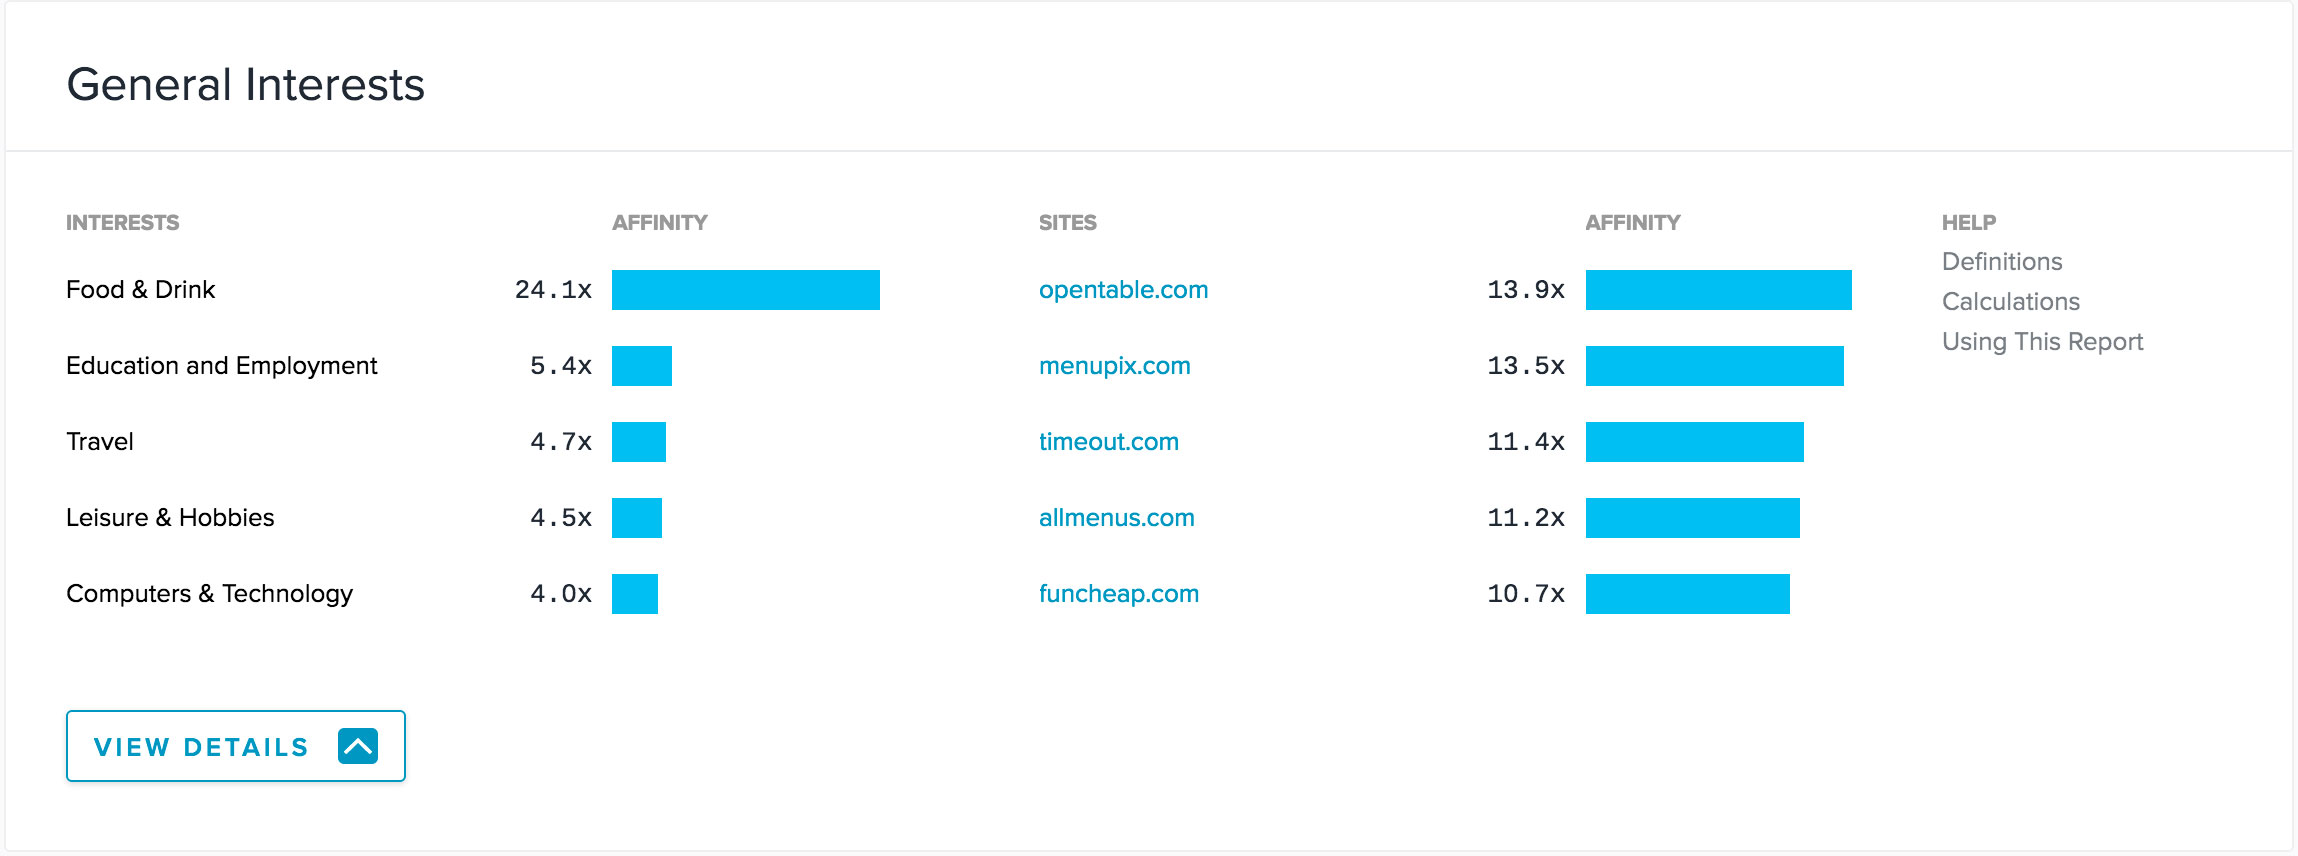 General Interests
INTERESTS AFFINITY SITES AFFINITY HELP
Food & Drink 24.1x opentable.com 13.9x Definitions
Calculations
Education and Employment 5.4x menupix.com 13.5x Using This Report
Travel 4.7x timeout.com 11.4x
Leisure & Hobbies 4.5x allmenus.com 11.2x
Computers & Technology 4.0x funcheap.com 10.7x
VIEW DETAILS